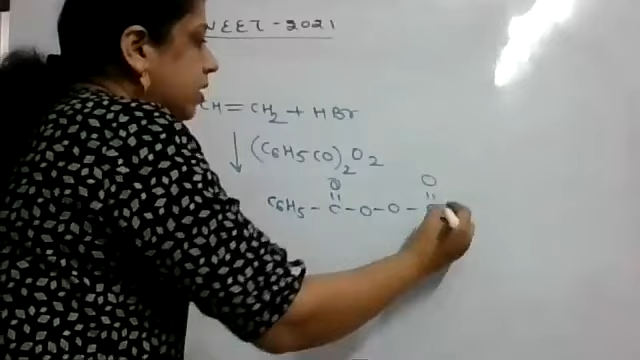 NEET - 2021
CH = CH2 + HBr
(C6H5CO)2O2
O O
C6H5 - C - O - O - C